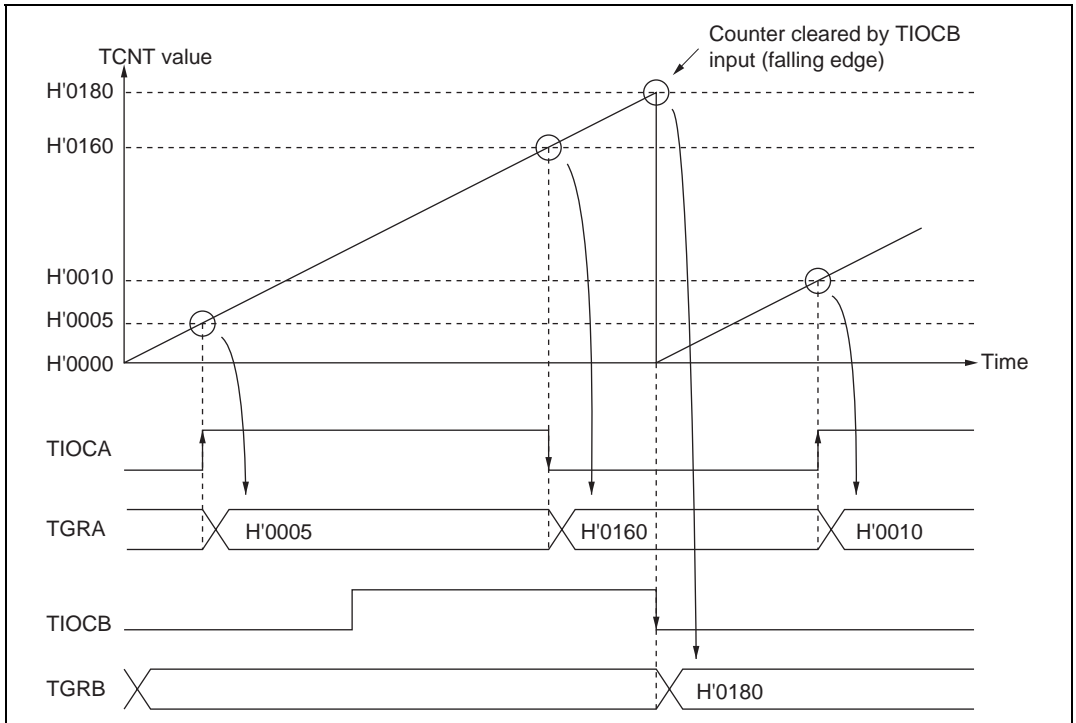 Counter cleared by TIOCB
input (falling edge)
TCNT value
H'0180
H'0160
H'0010
H'0005
H'0000
Time
TIOCA
TGRA
H'0005
H'0160
H'0010
TIOCB
TGRB
H'0180